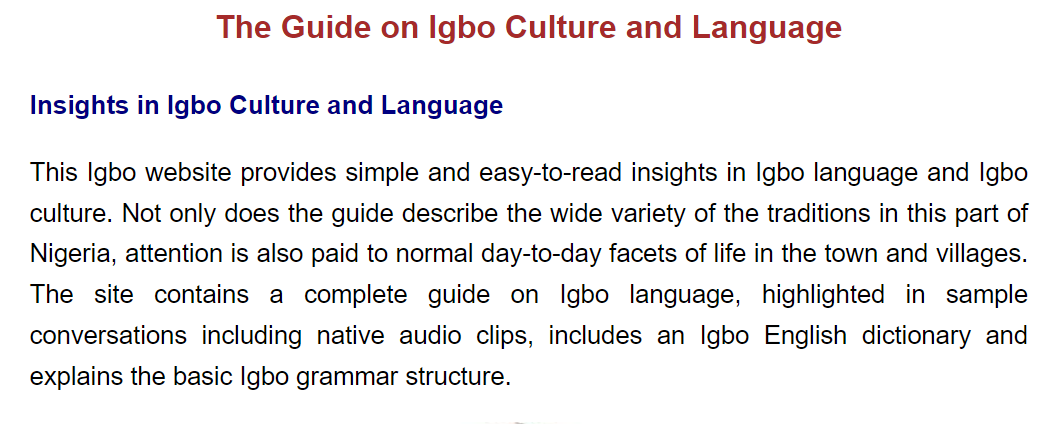 The Guide on Igbo Culture and Language
Insights in Igbo Culture and Language
This Igbo website provides simple and easy-to-read insights in Igbo language and Igbo
culture. Not only does the guide describe the wide variety of the traditions in this part of
Nigeria, attention is also paid to normal day-to-day facets of life in the town and villages.
The site contains a complete guide on Igbo language, highlighted in sample
conversations including native audio clips, includes an Igbo English dictionary and
explains the basic Igbo grammar structure.